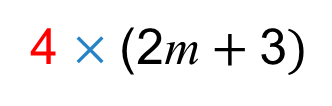 4 × (2m + 3)